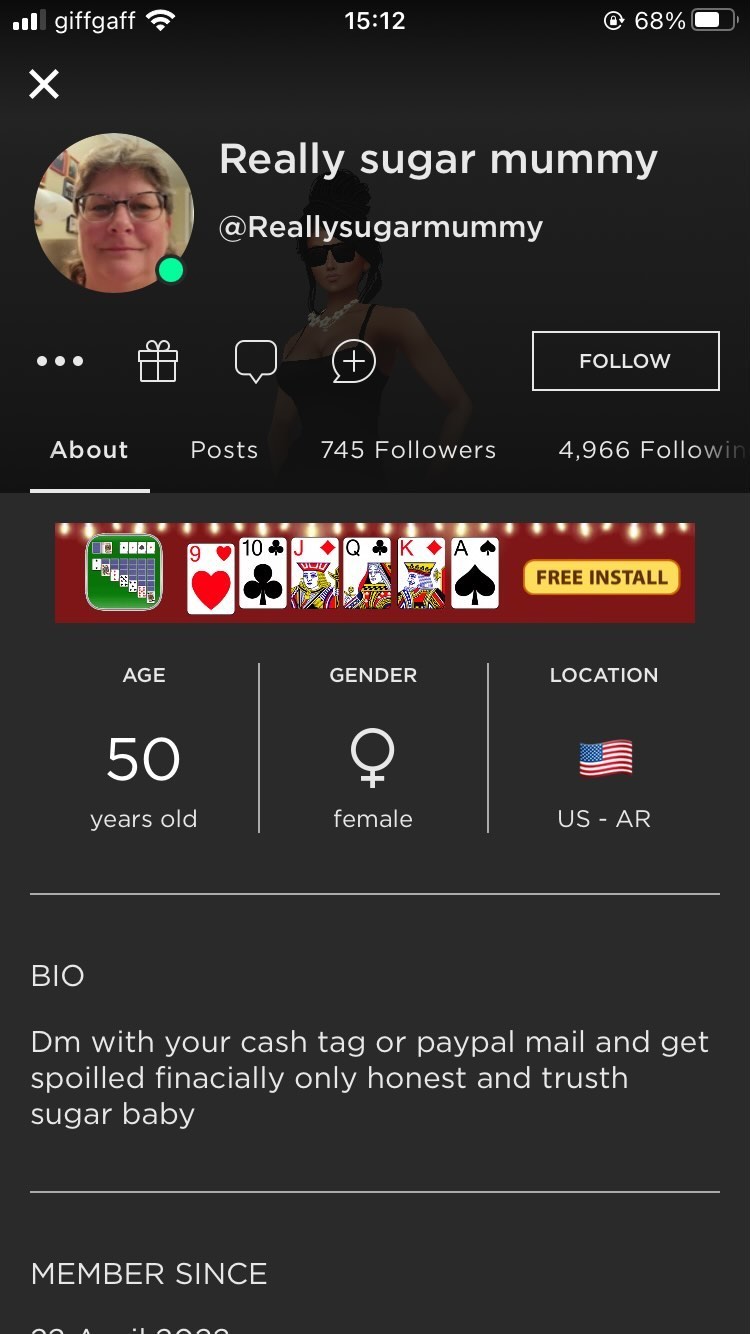 giffgaff 15:12 68%
Really sugar mummy
@Reallysugarmummy
FOLLOW
About Posts 745 Followers 4,966 Followin
9 10 J Q K A FREE INSTALL
AGE GENDER LOCATION
50
years old female US - AR
BIO
Dm with your cash tag or paypal mail and get
spoilled finacially only honest and trusth
sugar baby
MEMBER SINCE